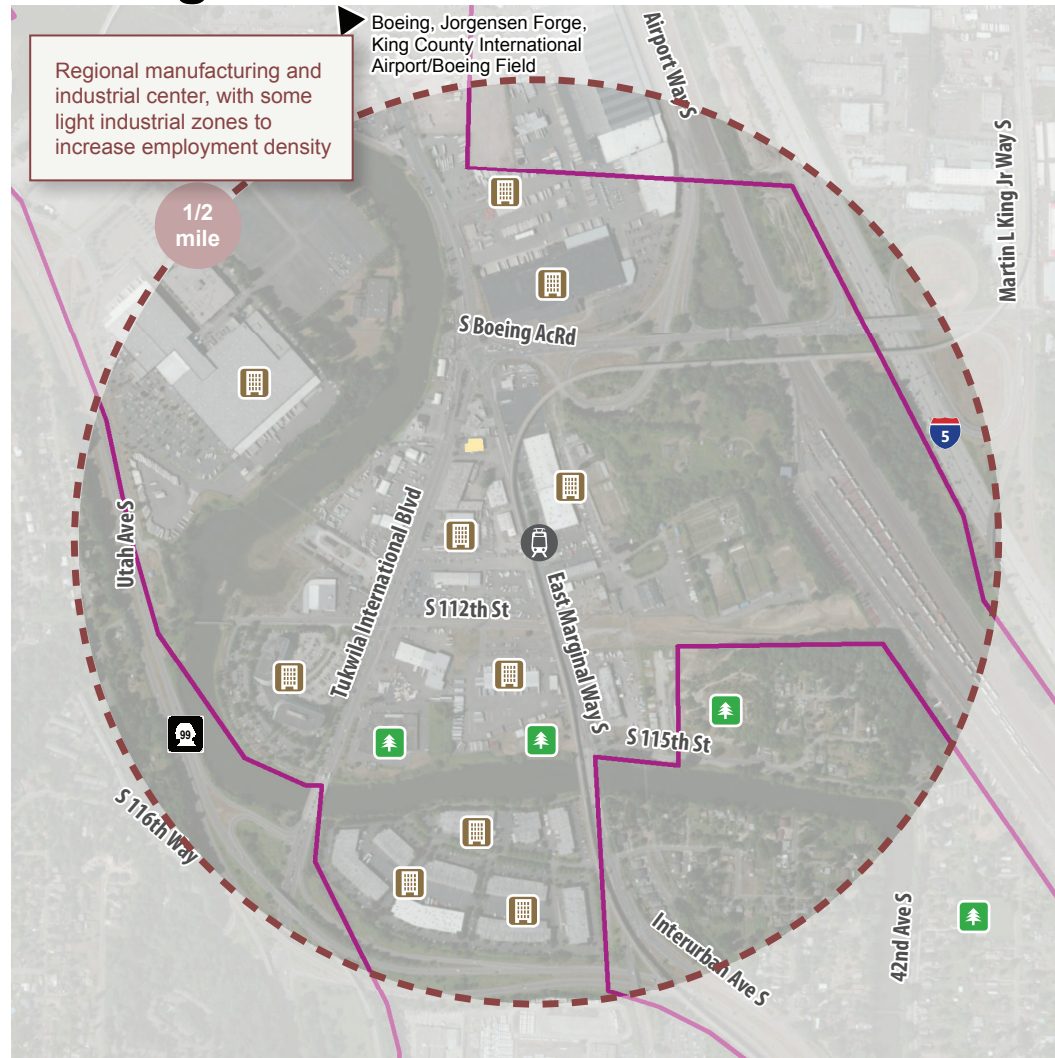 Boeing, Jorgensen Forge,
King County International
Airport/Boeing Field
Regional manufacturing and
industrial center, with some
light industrial zones to
increase employment density
1/2
mile
Airport Way S
Martin L King Jr Way S
S Boeing AcRd
5
Utah Ave S
Tukwila International Blvd
S 112th St
East Marginal Way S
S 115th St
99
S 116th Way
Interurban Ave S
42nd Ave S